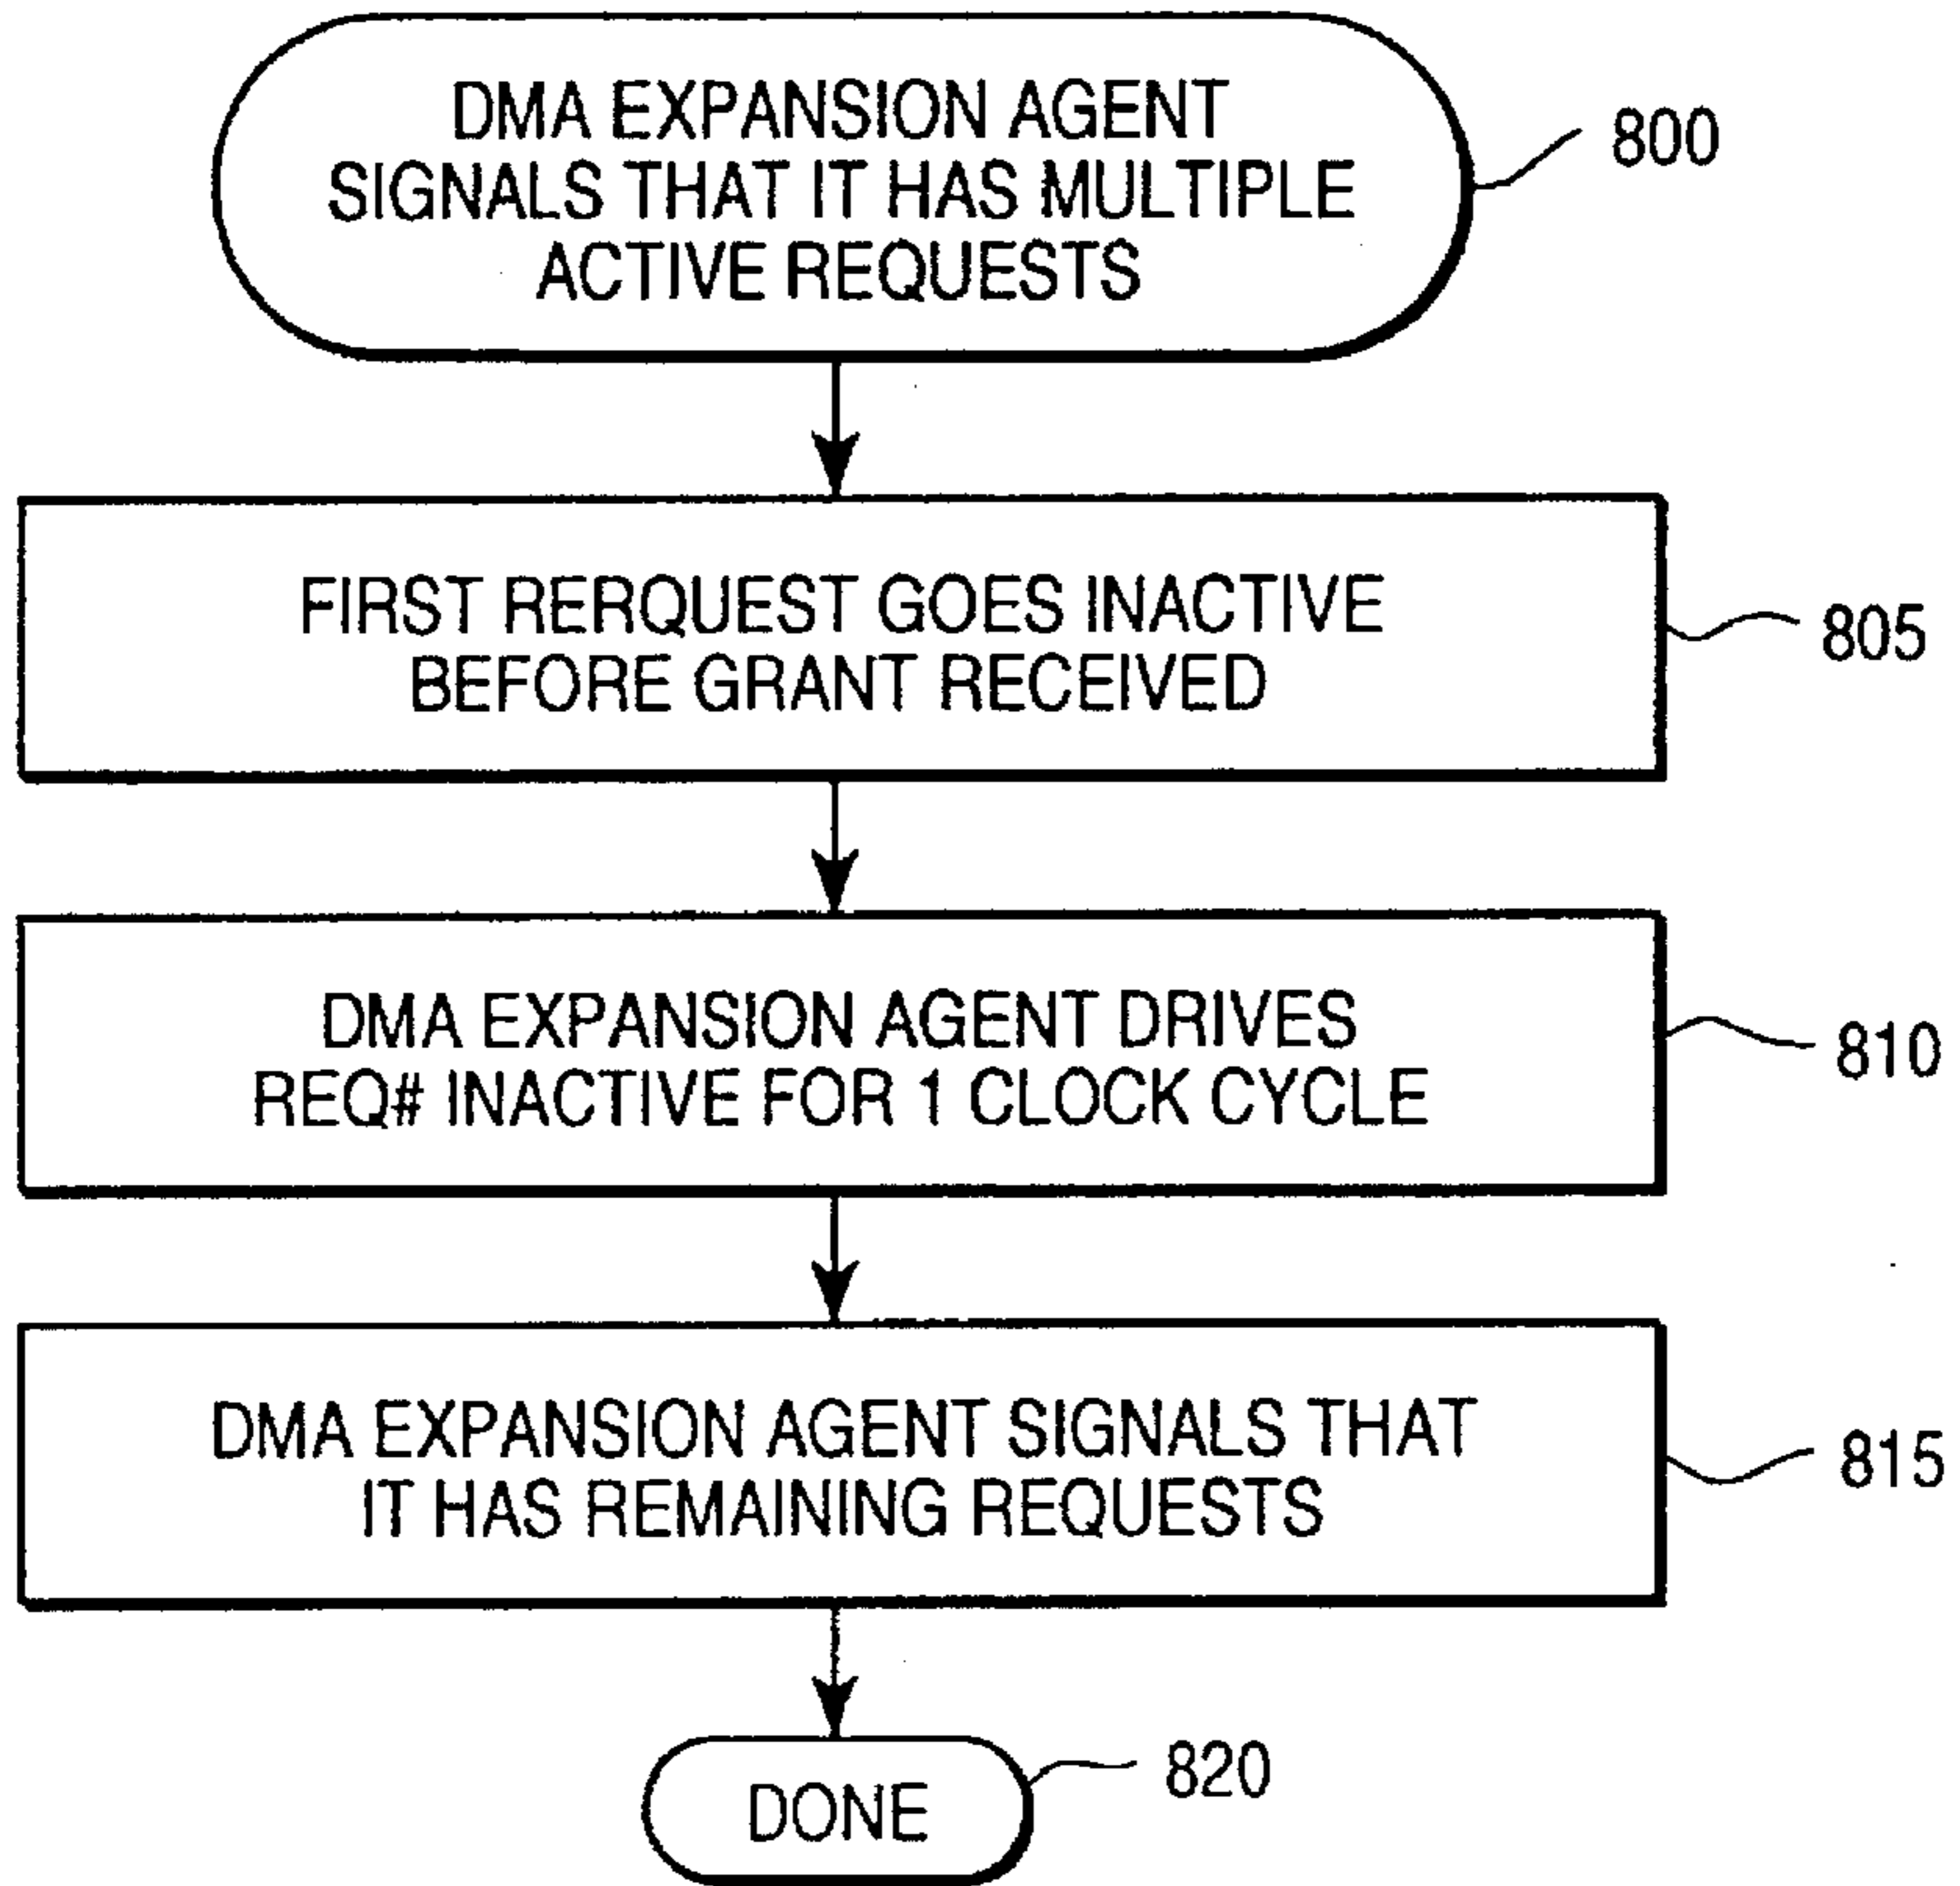 DMA EXPANSION AGENT
SIGNALS THAT IT HAS MULTIPLE
ACTIVE REQUESTS
800
FIRST RERQUEST GOES INACTIVE
BEFORE GRANT RECEIVED
805
DMA EXPANSION AGENT DRIVES
REQ# INACTIVE FOR 1 CLOCK CYCLE
810
DMA EXPANSION AGENT SIGNALS THAT
IT HAS REMAINING REQUESTS
815
DONE
820